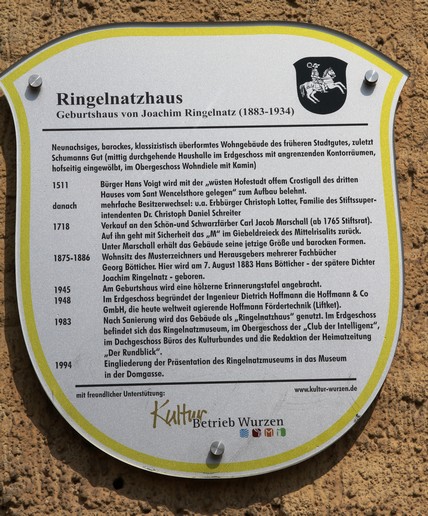 Ringelnatzhaus
Geburtshaus von Joachim Ringelnatz (1883-1934)
Neunachsiges, barockes, klassizistisch überformtes Wohngebäude des früheren Stadtgutes, zuletzt
Schumanns Gut (mittig durchgehende Haushalle im Erdgeschoss mit angrenzenden Kontorräumen,
hofseitig eingewölbt, im Obergeschoss Wohndiele mit Kamin)
1511 Bürger Hans Voigt wird mit der „wüsten Hofestadt offem Crostigall des dritten
Hauses vom Sant Wencelsthore gelegen" zum Aufbau belehnt.
danach mehrfache Besitzerwechsel: u.a. Erbbürger Christoph Lotter, Familie des Stiftssuper-
intendenten Dr. Christoph Daniel Schreiter
1718 Verkauf an den Schön-und Schwarzfärber Carl Jacob Marschall (ab 1765 Stiftsrat).
Auf ihn geht mit Sicherheit das „M" im Giebeldreieck des Mittelrisalits zurück.
Unter Marschall erhält das Gebäude seine jetzige Größe und barocken Formen.
1875-1886 Wohnsitz des Musterzeichners und Herausgebers mehrerer Fachbücher
Georg Bötticher. Hier wird am 7. August 1883 Hans Bötticher - der spätere Dichter
Joachim Ringelnatz - geboren.
1945 Am Geburtshaus wird eine hölzerne Erinnerungstafel angebracht.
1948 Im Erdgeschoss begründet der Ingenieur Dietrich Hoffmann die Hoffmann & Co
GmbH, die heute weltweit agierende Hoffmann Fördertechnik (Liftket).
1983 Nach Sanierung wird das Gebäude als „Ringelnatzhaus" genutzt. Im Erdgeschoss
befindet sich das Ringelnatzmuseum, im Obergeschoss der „Club der Intelligenz",
im Dachgeschoss Büros des Kulturbundes und die Redaktion der Heimatzeitung
„Der Rundblick".
1994 Eingliederung der Präsentation des Ringelnatzmuseums in das Museum
in der Domgasse.
mit freundlicher Unterstützung: www.kultur-wurzen.de
Kultur
Betrieb Wurzen